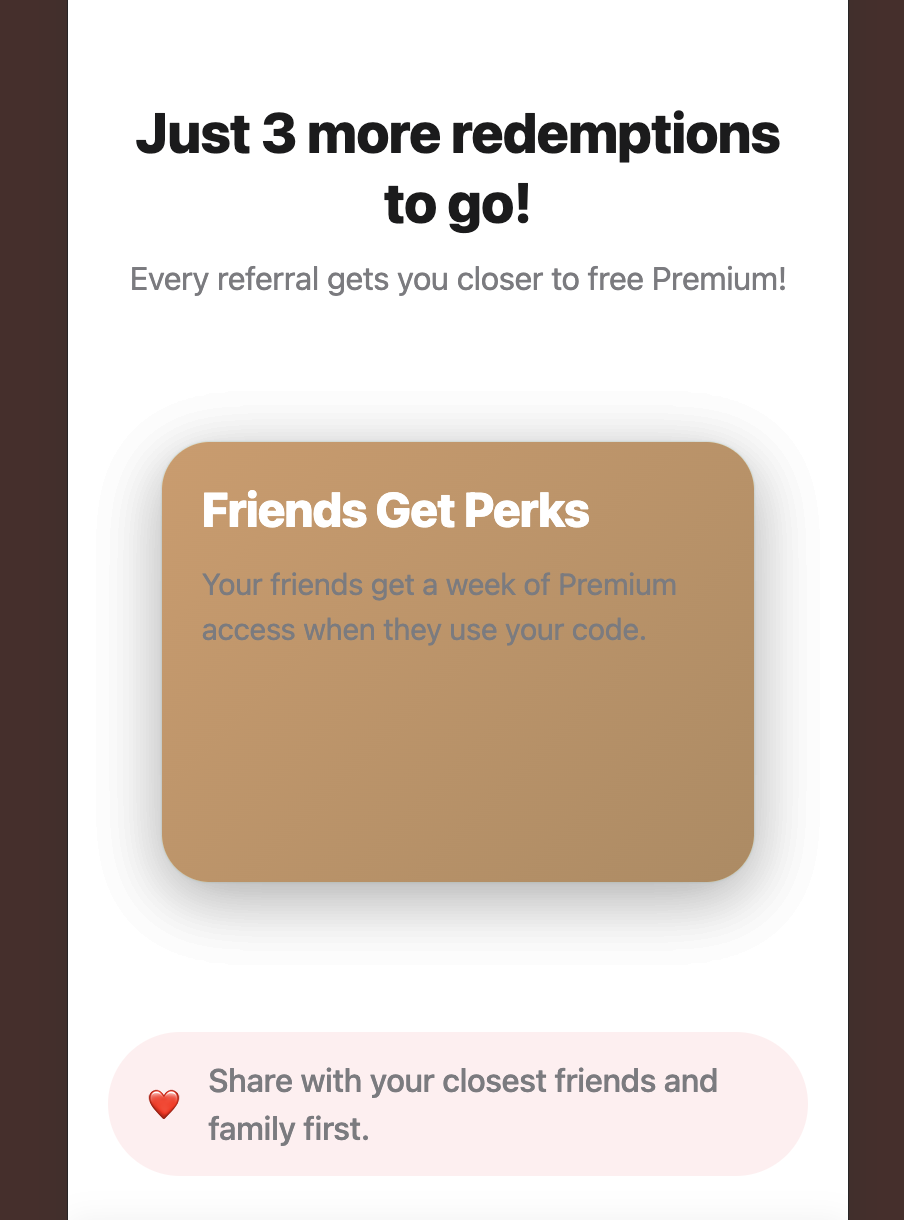 Just 3 more redemptions
to go!
Every referral gets you closer to free Premium!
Friends Get Perks
Your friends get a week of Premium
access when they use your code.
Share with your closest friends and
family first.